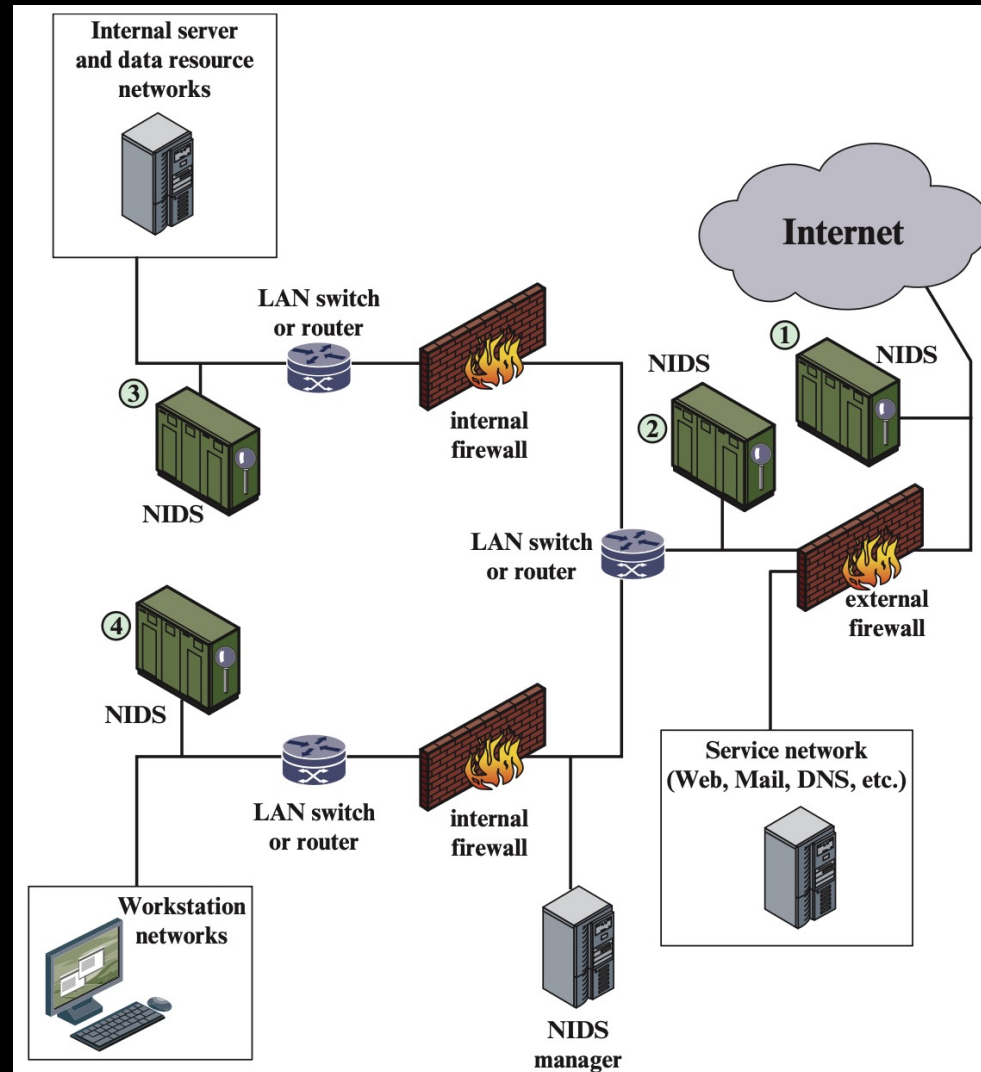 Internal server
and data resource
networks
Internet
LAN switch
or router
internal
firewall
1
NIDS
NIDS
2
3
NIDS
LAN switch
or router
external
firewall
4
NIDS
LAN switch
or router
internal
firewall
Service network
(Web, Mail, DNS, etc.)
Workstation
networks
NIDS
manager